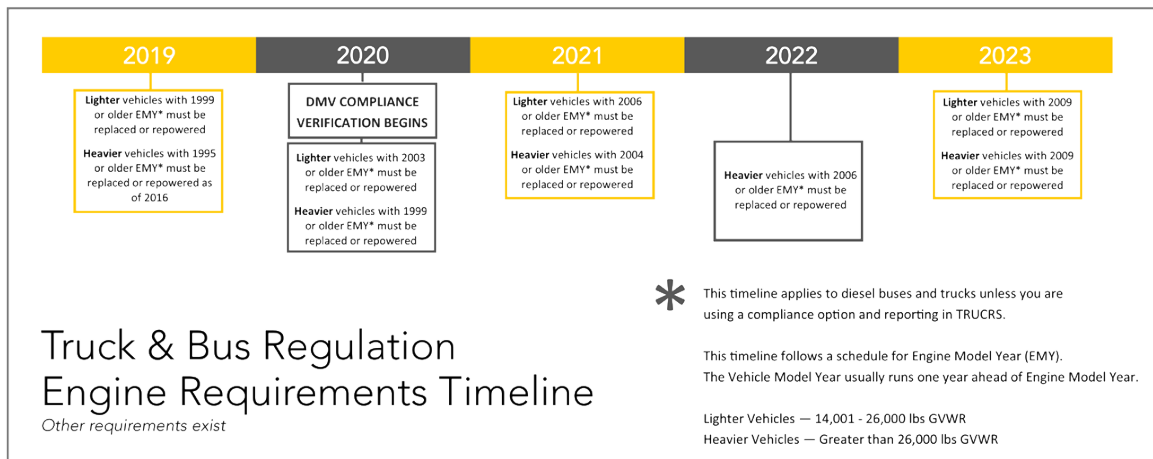 2019
2020
2021
2022
2023
Lighter vehicles with 1999
or older EMY* must be
replaced or repowered
Heavier vehicles with 1995
or older EMY* must be
replaced or repowered as
of 2016
DMV COMPLIANCE
VERIFICATION BEGINS
Lighter vehicles with 2003
or older EMY* must be
replaced or repowered
Heavier vehicles with 1999
or older EMY* must be
replaced or repowered
Lighter vehicles with 2006
or older EMY* must be
replaced or repowered
Heavier vehicles with 2004
or older EMY* must be
replaced or repowered
Heavier vehicles with 2006
or older EMY* must be
replaced or repowered
Lighter vehicles with 2009
or older EMY* must be
replaced or repowered
Heavier vehicles with 2009
or older EMY* must be
replaced or repowered
Truck & Bus Regulation
Engine Requirements Timeline
Other requirements exist
* This timeline applies to diesel buses and trucks unless you are
using a compliance option and reporting in TRUCRS.
This timeline follows a schedule for Engine Model Year (EMY).
The Vehicle Model Year usually runs one year ahead of Engine Model Year.
Lighter Vehicles — 14,001 - 26,000 lbs GVWR
Heavier Vehicles — Greater than 26,000 lbs GVWR